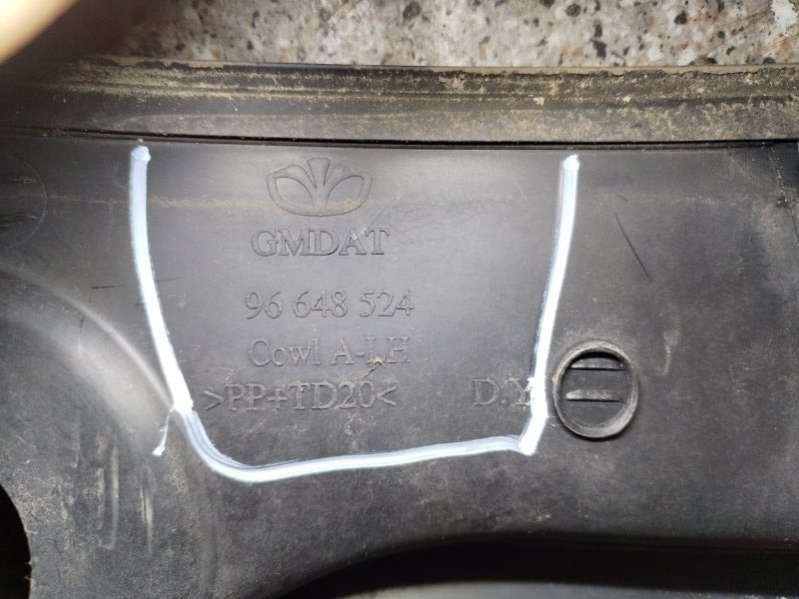 GMDAT
96 648 524
Cowl A-LH
>PP+TD20< D.Y